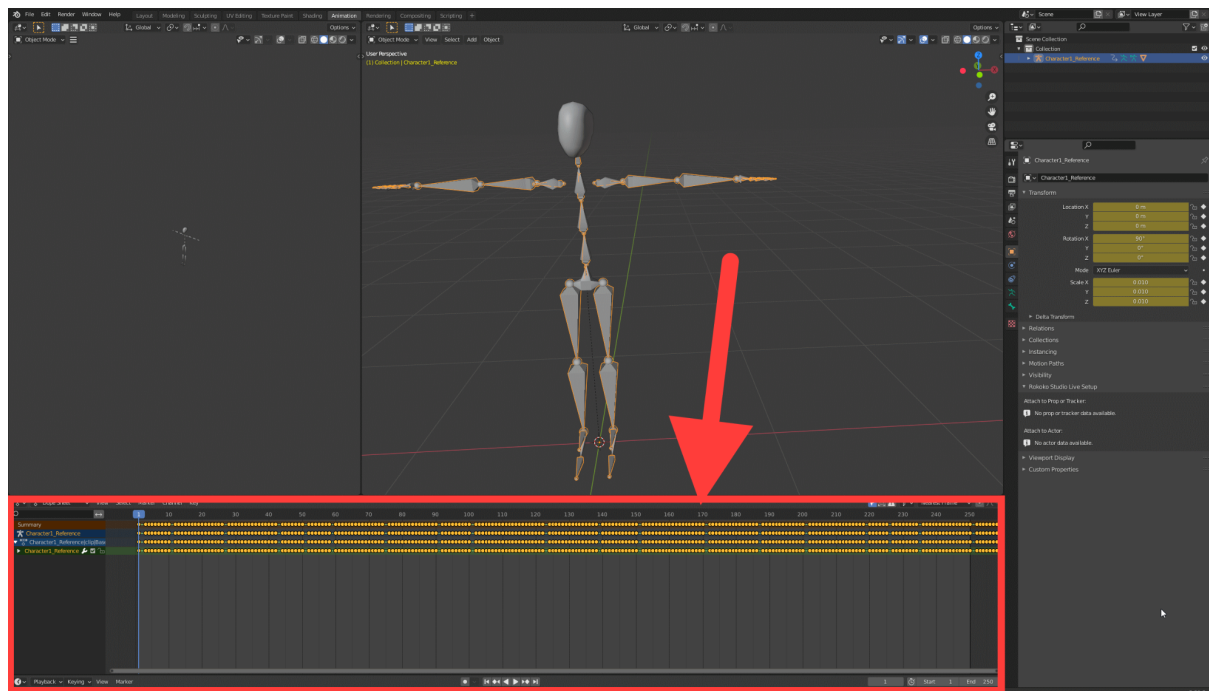 File Edit Render Window Help Layout Modeling Sculpting UV Editing Texture Paint Shading Animation Rendering Compositing Scripting + Scene View Layer
Global Options Global Options
Object Mode Object Mode View Select Add Object
User Perspective
(1) Collection | Character1_Reference
Scene Collection
Collection
Character1_Reference
Character1_Reference
Character1_Reference
Transform
Location X 0 m
Y 0 m
Z 0 m
Rotation X 90°
Y 0°
Z 0°
Mode XYZ Euler
Scale X 0.010
Y 0.010
Z 0.010
Delta Transform
Relations
Collections
Instancing
Motion Paths
Visibility
Rokoko Studio Live Setup
Attach to Prop or Tracker:
No prop or tracker data available.
Attach to Actor:
No actor data available.
Viewport Display
Custom Properties
1 10 20 30 40 50 60 70 80 90 100 110 120 130 140 150 160 170 180 190 200 210 220 230 240 250
Summary
Character1_Reference
Character1_Reference
Playback Keying View Marker 1 Start 1 End 250